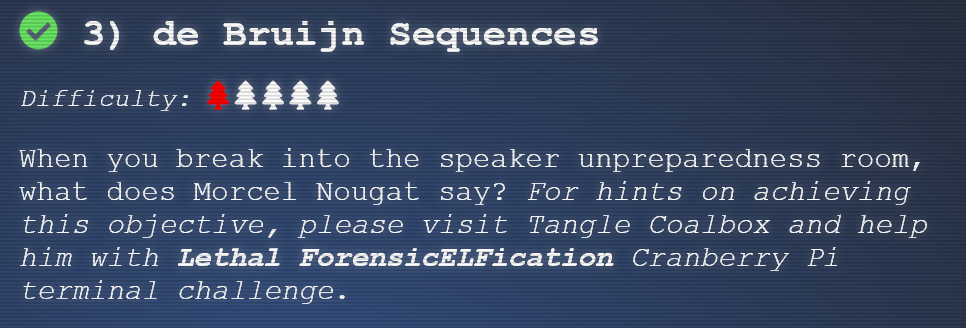 3) de Bruijn Sequences
Difficulty:
When you break into the speaker unpreparedness room,
what does Morcel Nougat say? For hints on achieving
this objective, please visit Tangle Coalbox and help
him with Lethal ForensicELFication Cranberry Pi
terminal challenge.